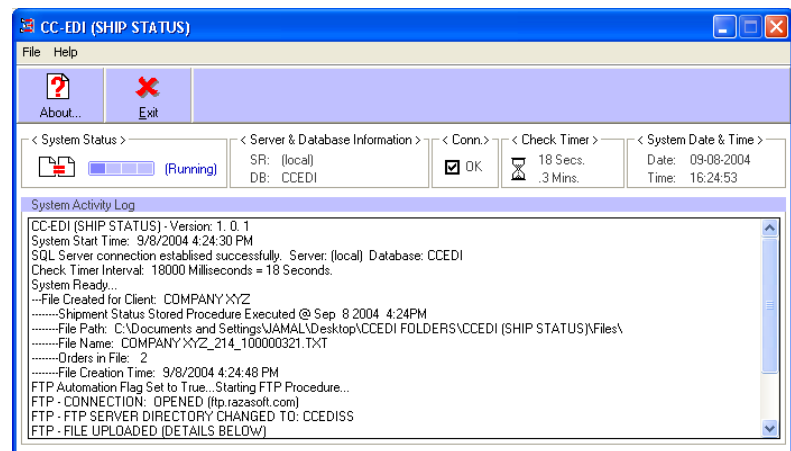 CC-EDI (SHIP STATUS)
File Help
About... Exit
< System Status > < Server & Database Information > < Conn.> < Check Timer > < System Date & Time >
(Running) SR: (local) OK 18 Secs. Date: 09-08-2004
DB: CCEDI .3 Mins. Time: 16:24:53
System Activity Log
CC-EDI (SHIP STATUS) - Version: 1. 0. 1
System Start Time: 9/8/2004 4:24:30 PM
SQL Server connection establised successfully. Server: (local) Database: CCEDI
Check Timer Interval: 18000 Milliseconds = 18 Seconds.
System Ready...
---File Created for Client: COMPANY XYZ
--------Shipment Status Stored Procedure Executed @ Sep 8 2004 4:24PM
--------File Path: C:\Documents and Settings\JAMAL\Desktop\CCEDI FOLDERS\CCEDI (SHIP STATUS)\Files\
--------File Name: COMPANY XYZ_214_100000321.TXT
--------Orders in File: 2
--------File Creation Time: 9/8/2004 4:24:48 PM
FTP Automation Flag Set to True...Starting FTP Procedure...
FTP - CONNECTION: OPENED (ftp.razasoft.com)
FTP - FTP SERVER DIRECTORY CHANGED TO: CCEDISS
FTP - FILE UPLOADED (DETAILS BELOW)